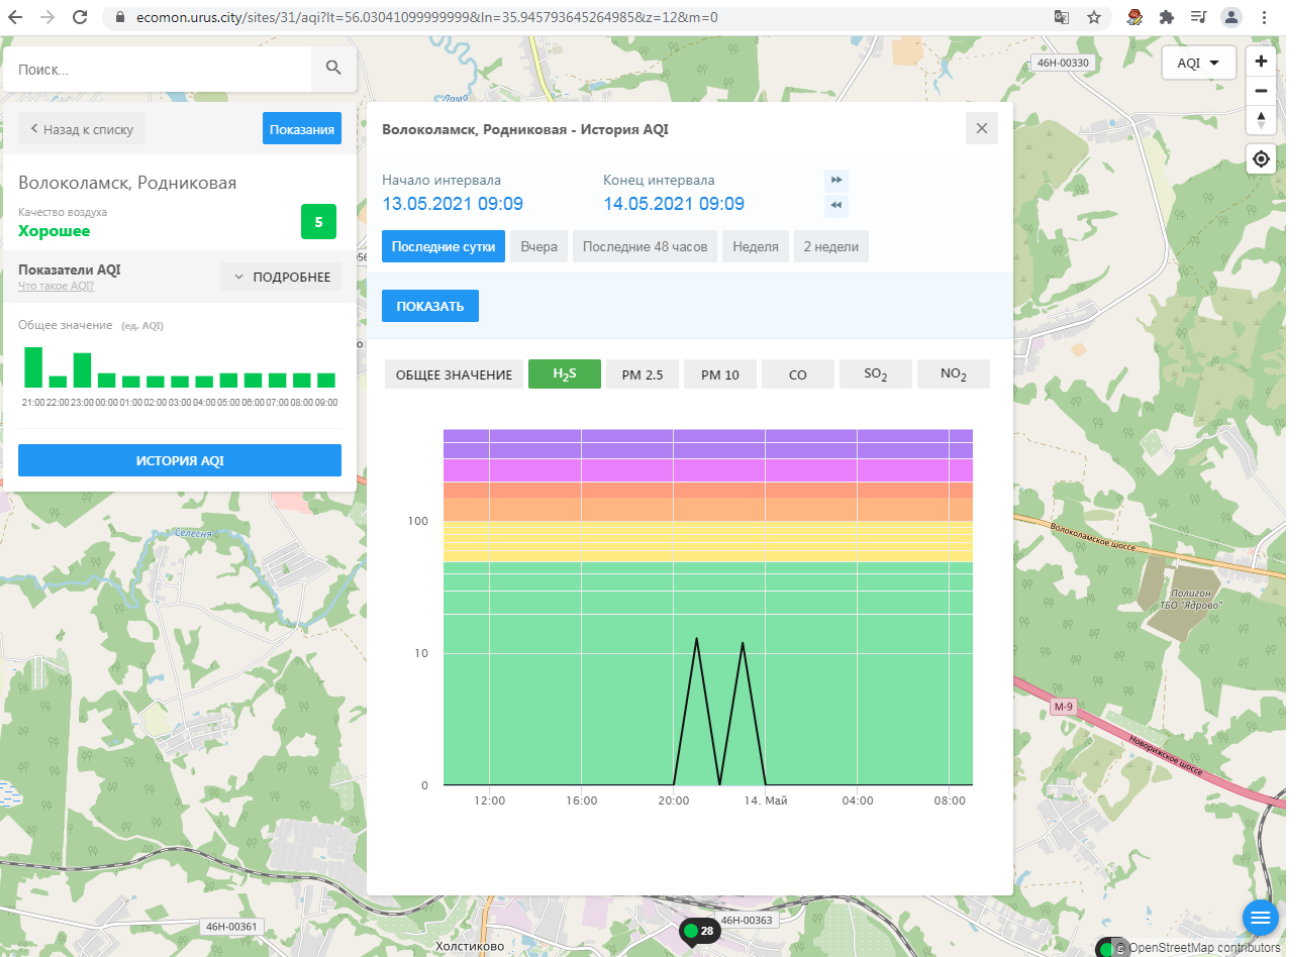 ecomon.urus.city/sites/31/aqi?lt=56.03041099999999&ln=35.945793645264985&z=12&m=0
Поиск...
46Н-00330
AQI
Лама
Назад к списку
Показания
Волоколамск, Родниковая - История AQI
Волоколамск, Родниковая
Качество воздуха
Хорошее
5
Начало интервала
Конец интервала
13.05.2021 09:09
14.05.2021 09:09
Последние сутки
Вчера
Последние 48 часов
Неделя
2 недели
Показатели AQI
Что такое AQI?
ПОДРОБНЕЕ
ПОКАЗАТЬ
Общее значение (ед. AQI)
21:00 22:00 23:00 00:00 01:00 02:00 03:00 04:00 05:00 06:00 07:00 08:00 09:00
ИСТОРИЯ AQI
ОБЩЕЕ ЗНАЧЕНИЕ
H2S
PM 2.5
PM 10
CO
SO2
NO2
100
10
0
12:00
16:00
20:00
14. Май
04:00
08:00
Селесня
Волоколамское шоссе
Полигон
ТБО "Ядрово"
М-9
Новорижское шоссе
46Н-00361
46Н-00363
28
Холстиково
© OpenStreetMap contributors